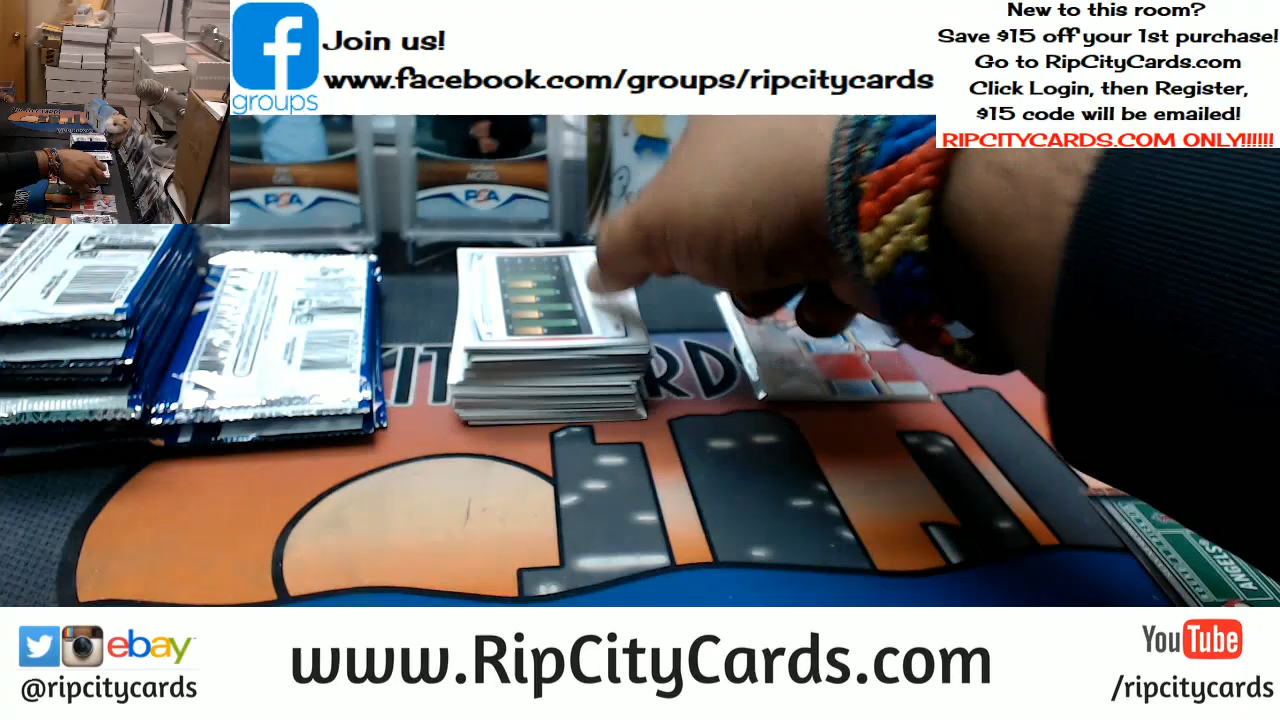 Join us!
www.facebook.com/groups/ripcitycards
groups
New to this room?
Save $15 off your 1st purchase!
Go to RipCityCards.com
Click Login, then Register,
$15 code will be emailed!
RIPCITYCARDS.COM ONLY!!!!!!
PSA
PSA
ANGELS
ebay
@ripcitycards
www.RipCityCards.com
YouTube
/ripcitycards